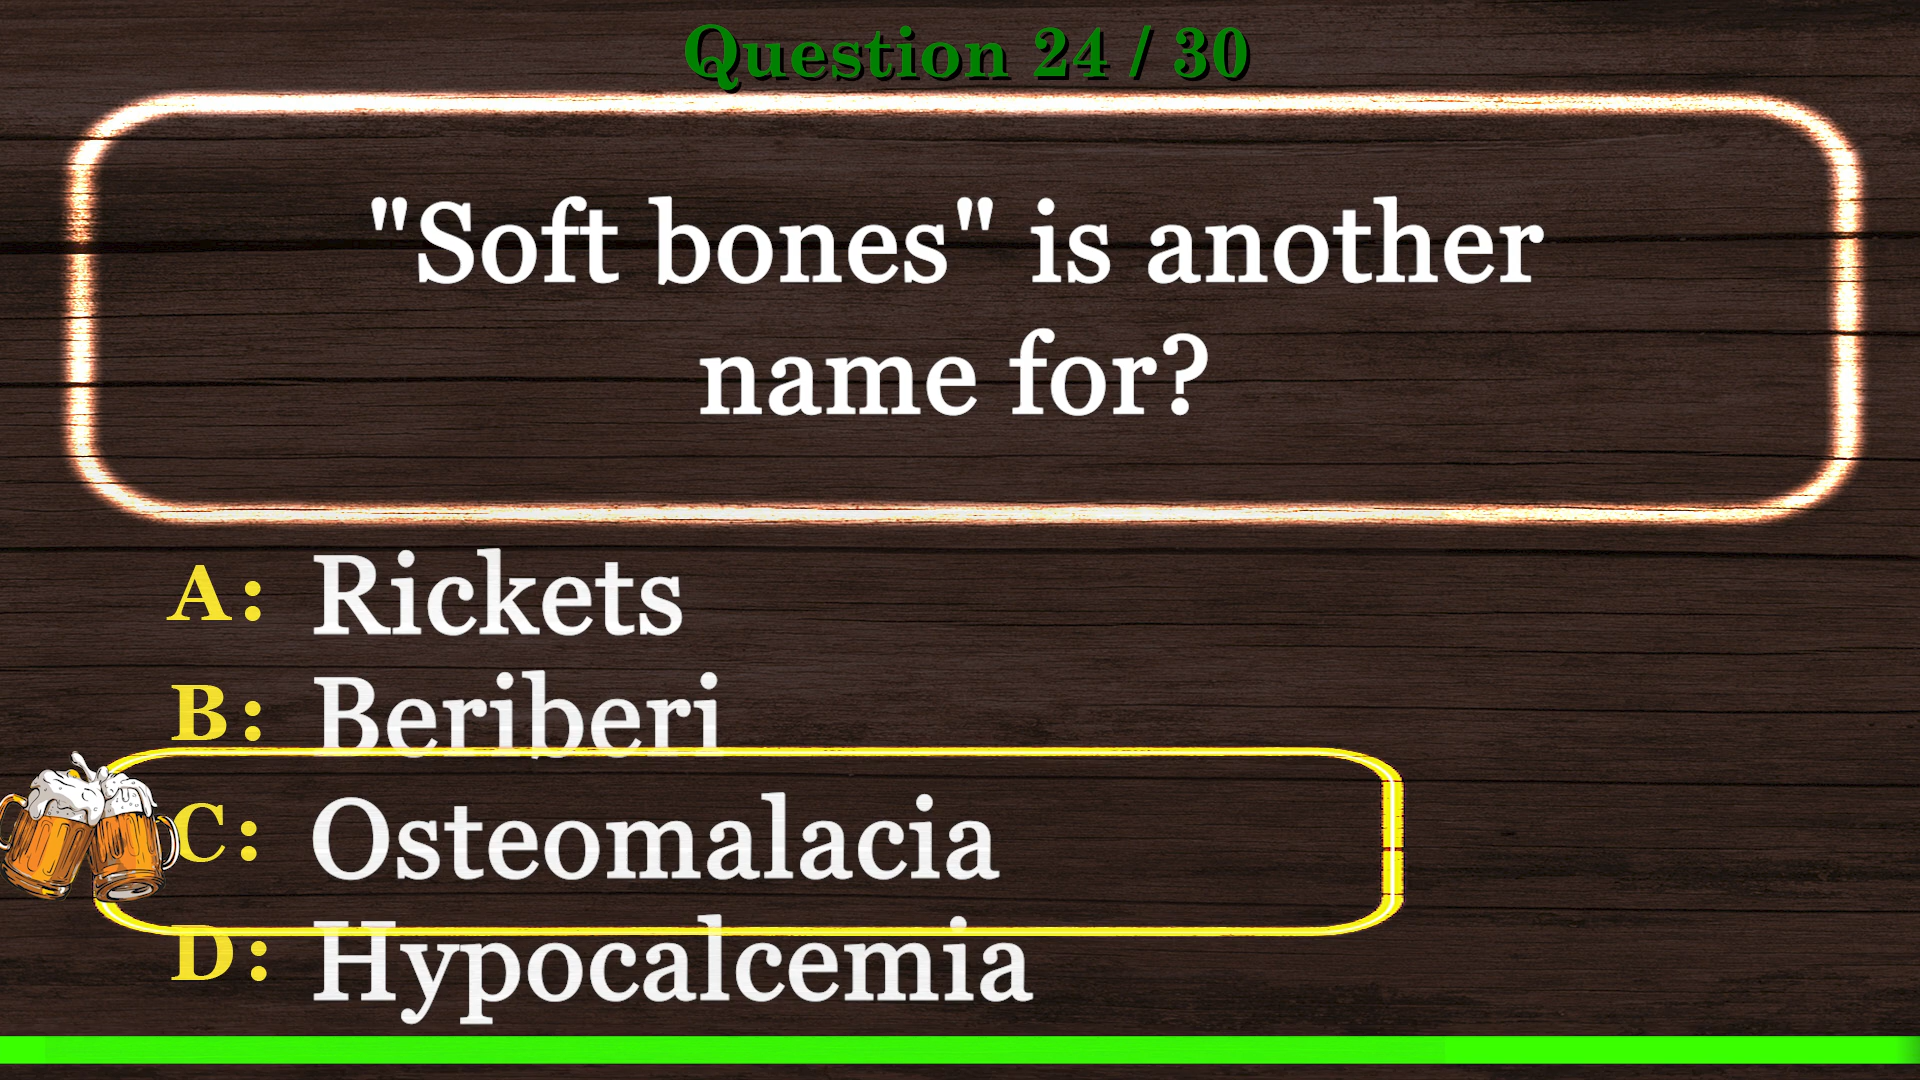 Question 24 / 30
"Soft bones" is another
name for?
A: Rickets
B: Beriberi
C: Osteomalacia
D: Hypocalcemia